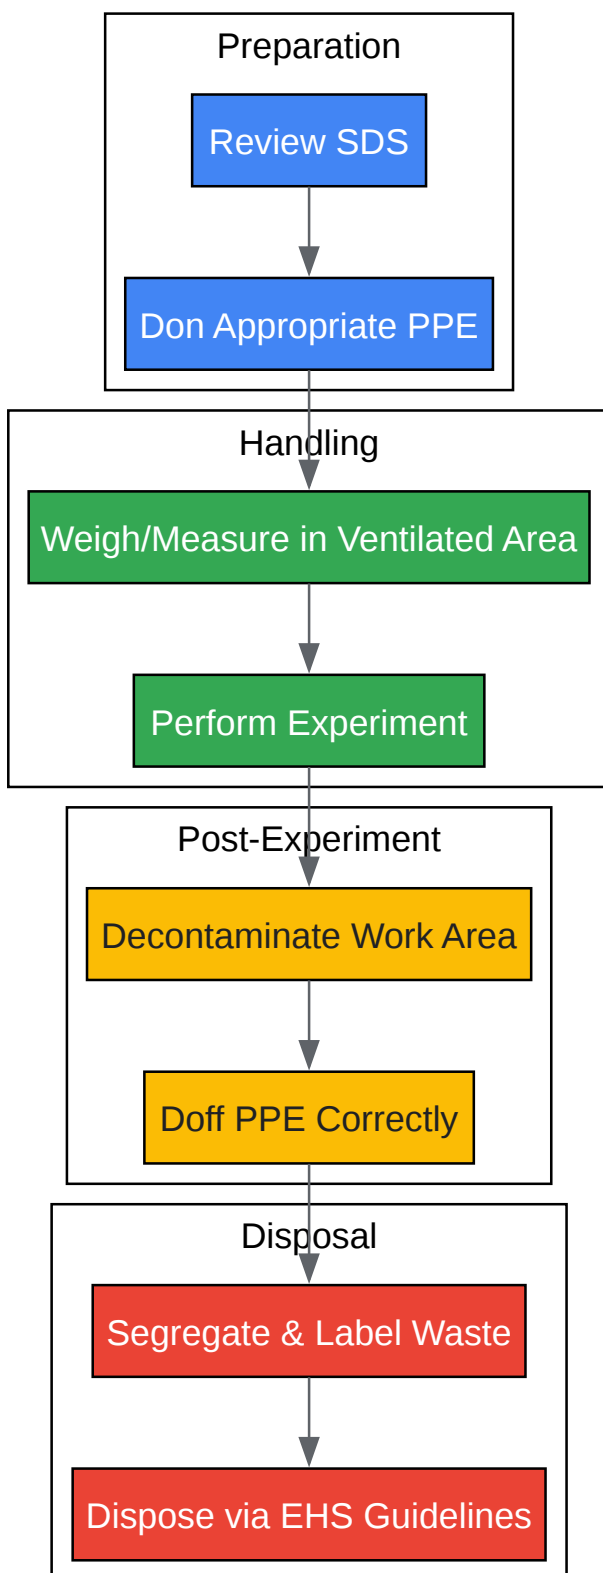 Preparation
Review SDS
Don Appropriate PPE
Handling
Weigh/Measure in Ventilated Area
Perform Experiment
Post-Experiment
Decontaminate Work Area
Doff PPE Correctly
Disposal
Segregate & Label Waste
Dispose via EHS Guidelines